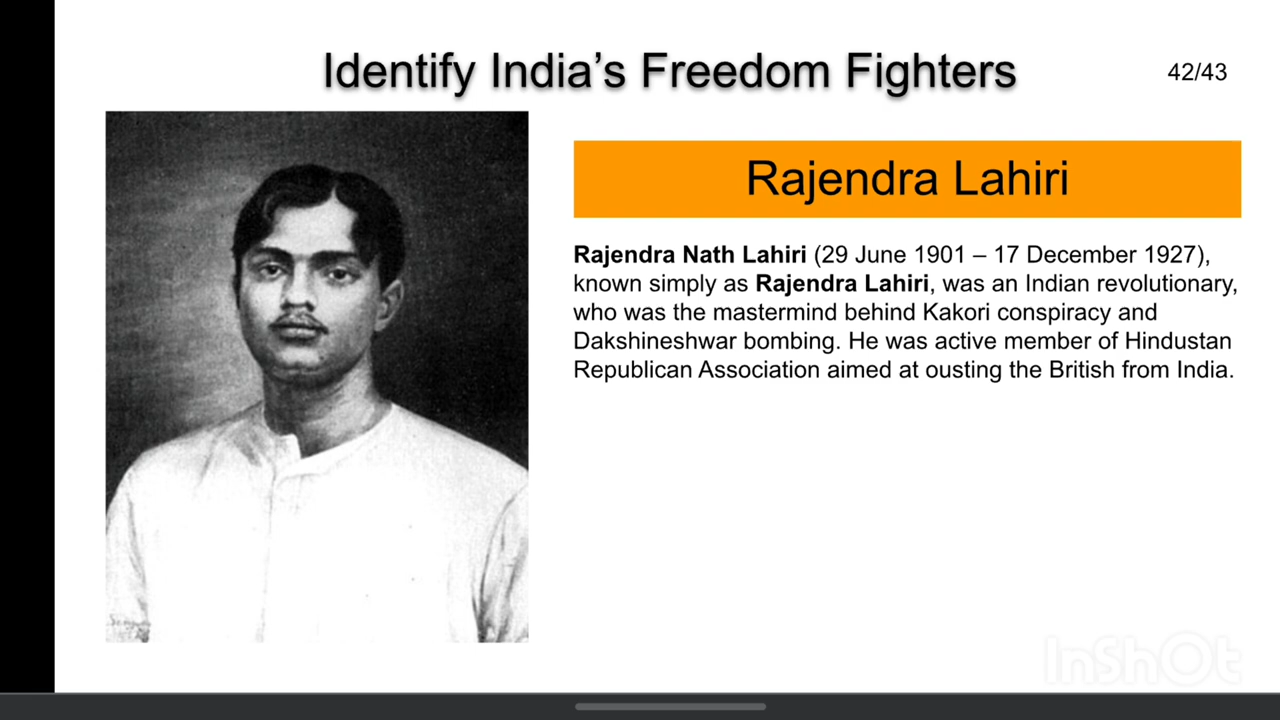 Identify India’s Freedom Fighters
42/43
Rajendra Lahiri
Rajendra Nath Lahiri (29 June 1901 – 17 December 1927),
known simply as Rajendra Lahiri, was an Indian revolutionary,
who was the mastermind behind Kakori conspiracy and
Dakshineshwar bombing. He was active member of Hindustan
Republican Association aimed at ousting the British from India.
InShOt